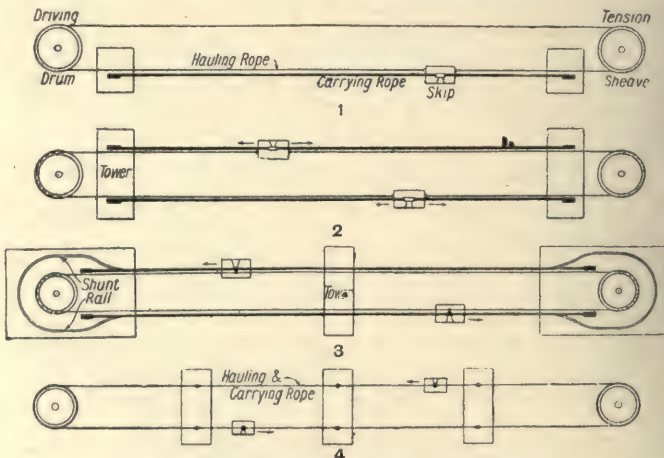 Driving
Tension
Hauling Rope
Carrying Rope
Drum
Skip
Sheave
1
Tower
2
Shunt
Rail
Tower
3
Hauling &
Carrying Rope
4